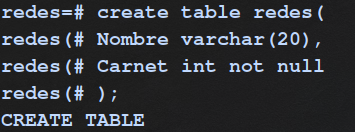 redes=# create table redes(
redes(# Nombre varchar(20),
redes(# Carnet int not null
redes(# );
CREATE TABLE